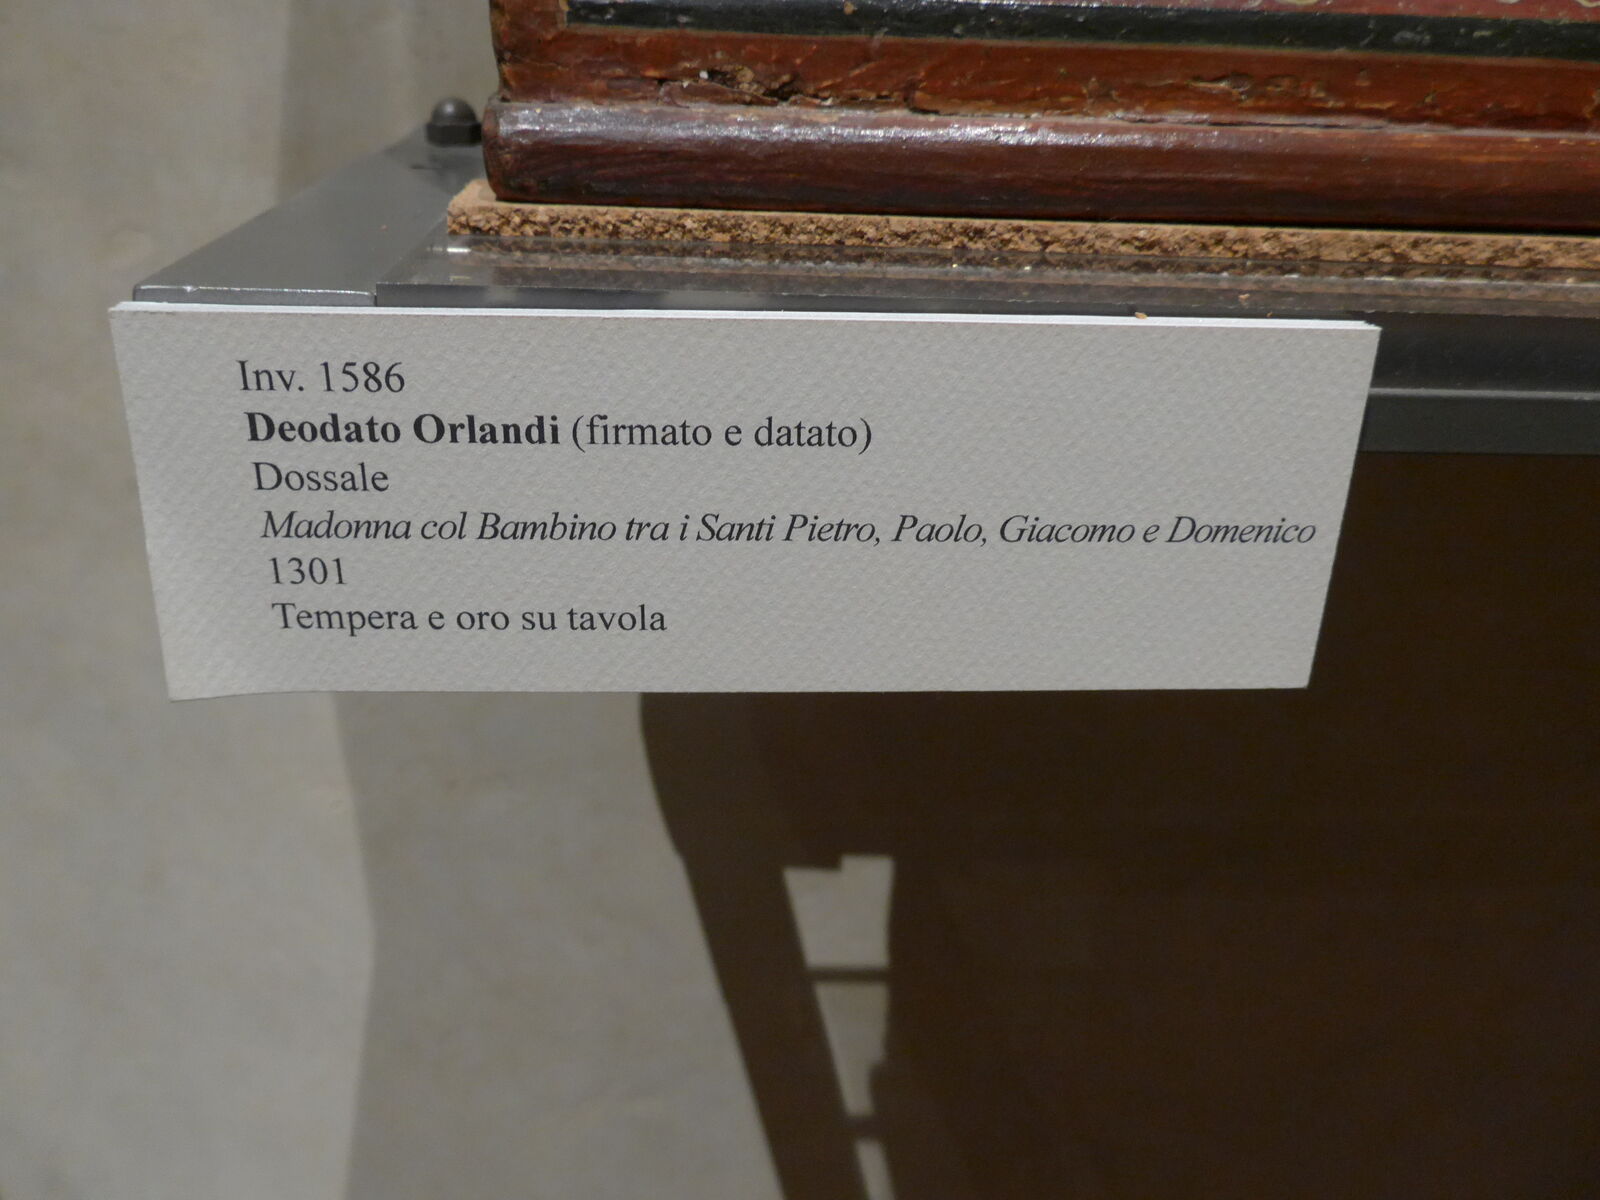 Inv. 1586
Deodato Orlandi (firmato e datato)
Dossale
Madonna col Bambino tra i Santi Pietro, Paolo, Giacomo e Domenico
1301
Tempera e oro su tavola